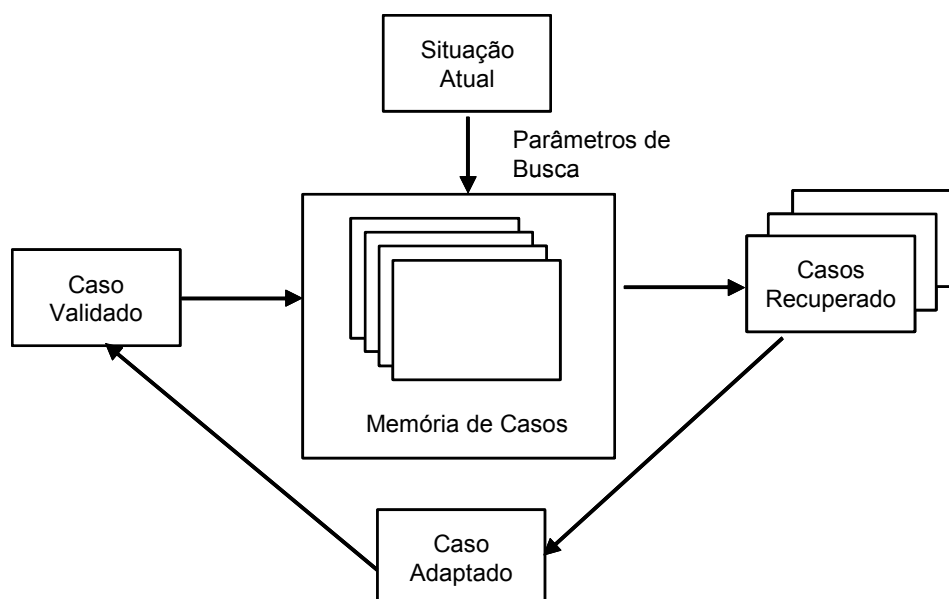 Situação
Atual
Parâmetros de
Busca
Caso
Validado
Casos
Recuperado
Memória de Casos
Caso
Adaptado